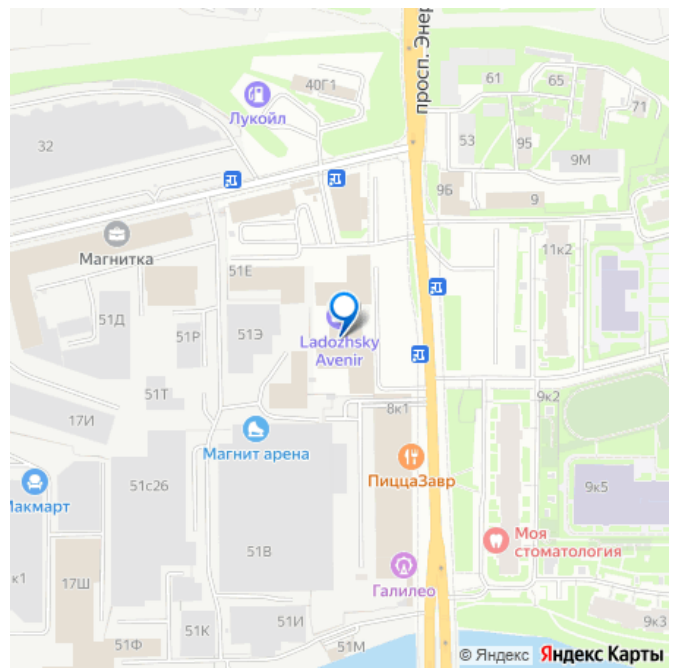 просп. Энер
40Г1
Лукойл
61
65
71
32
53
95
9М
9Б
9
Магнитка
11к2
51Е
51Д
51Р
51Э
Ladozhsky
Avenir
51Т
17И
8к1
9к2
Магнит арена
ПиццаЗавр
51с26
9к5
Макмарт
51В
Моя
стоматология
к1
17Ш
Галилео
51К
51И
9к3
51Ф
51М
© Яндекс Яндекс Карты